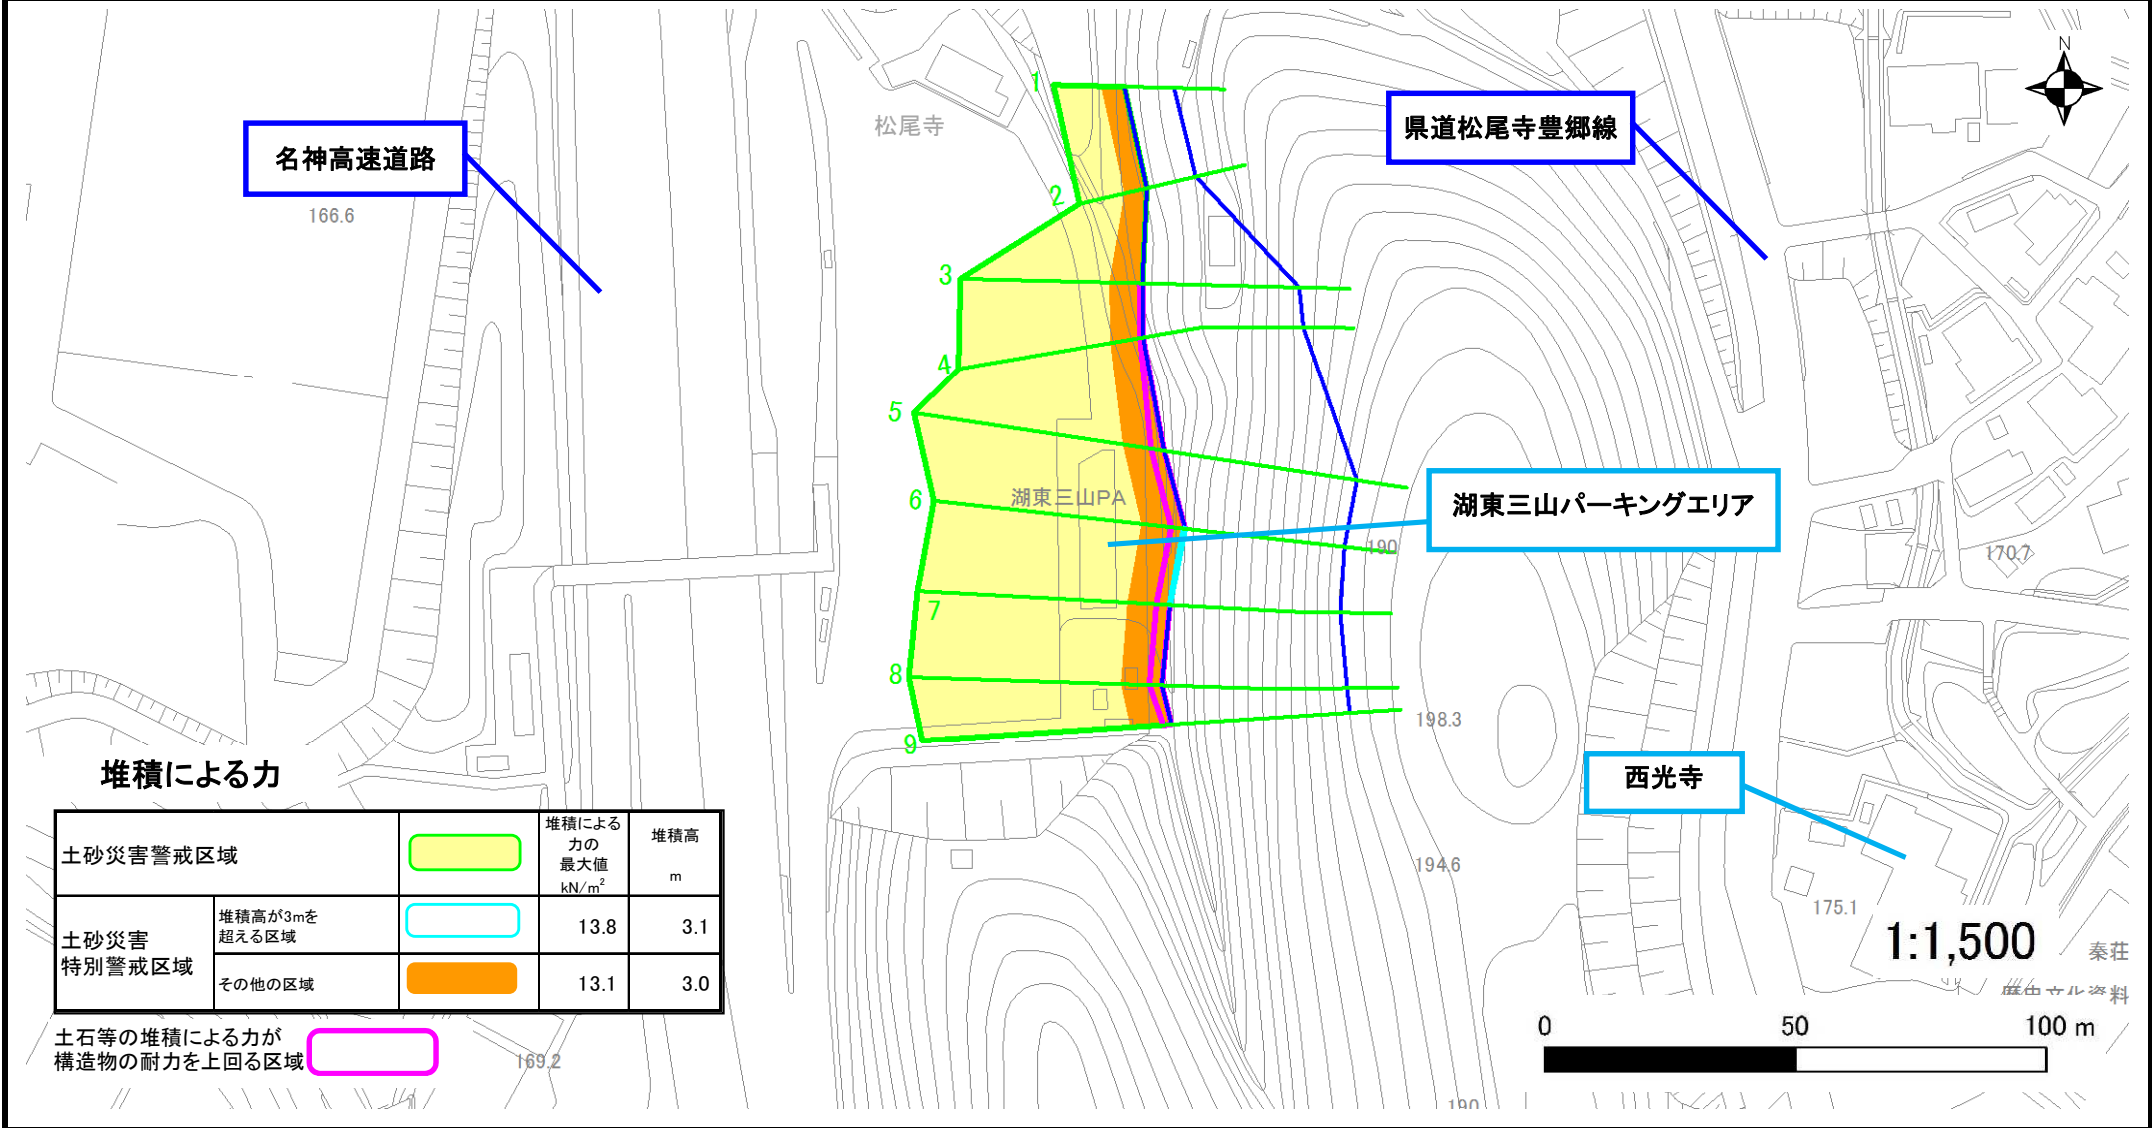 N
1
松尾寺
県道松尾寺豊郷線
名神高速道路
2
166.6
3
4
5
6
湖東三山PA
湖東三山パーキングエリア
190
170.7
7
8
198.3
9
堆積による力
西光寺
土砂災害警戒区域
堆積による
力の
最大値
kN/m²
堆積高
m
194.6
175.1
土砂災害
特別警戒区域
堆積高が3mを
超える区域
13.8
3.1
その他の区域
13.1
3.0
1:1,500
秦荘
歴史文化資料
土石等の堆積による力が
構造物の耐力を上回る区域
169.2
0
50
100 m
190